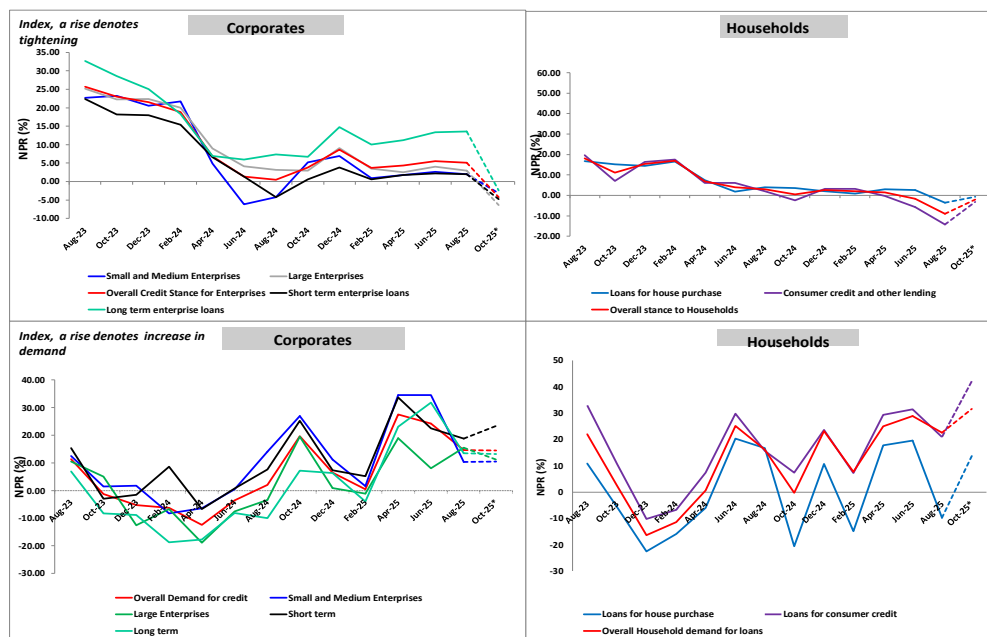 Index, a rise denotes
tightening
Corporates
NPR (%)
35.00
30.00
25.00
20.00
15.00
10.00
5.00
0.00
-5.00
-10.00
Aug-23
Oct-23
Dec-23
Feb-24
Apr-24
Jun-24
Aug-24
Oct-24
Dec-24
Feb-25
Apr-25
Jun-25
Aug-25
Oct-25*
Small and Medium Enterprises
Large Enterprises
Overall Credit Stance for Enterprises
Short term enterprise loans
Long term enterprise loans
Households
NPR (%)
60.00
50.00
40.00
30.00
20.00
10.00
0.00
-10.00
-20.00
Aug-23
Oct-23
Dec-23
Feb-24
Apr-24
Jun-24
Aug-24
Oct-24
Dec-24
Feb-25
Apr-25
Jun-25
Aug-25
Oct-25*
Loans for house purchase
Consumer credit and other lending
Overall stance to Households
Index, a rise denotes increase in
demand
Corporates
NPR (%)
40.00
30.00
20.00
10.00
0.00
-10.00
-20.00
-30.00
Aug-23
Oct-23
Dec-23
Feb-24
Apr-24
Jun-24
Aug-24
Oct-24
Dec-24
Feb-25
Apr-25
Jun-25
Aug-25
Oct-25*
Overall Demand for credit
Small and Medium Enterprises
Large Enterprises
Short term
Long term
Households
NPR (%)
50
40
30
20
10
0
-10
-20
-30
Aug-23
Oct-23
Dec-23
Feb-24
Apr-24
Jun-24
Aug-24
Oct-24
Dec-24
Feb-25
Apr-25
Jun-25
Aug-25
Oct-25*
Loans for house purchase
Loans for consumer credit
Overall Household demand for loans